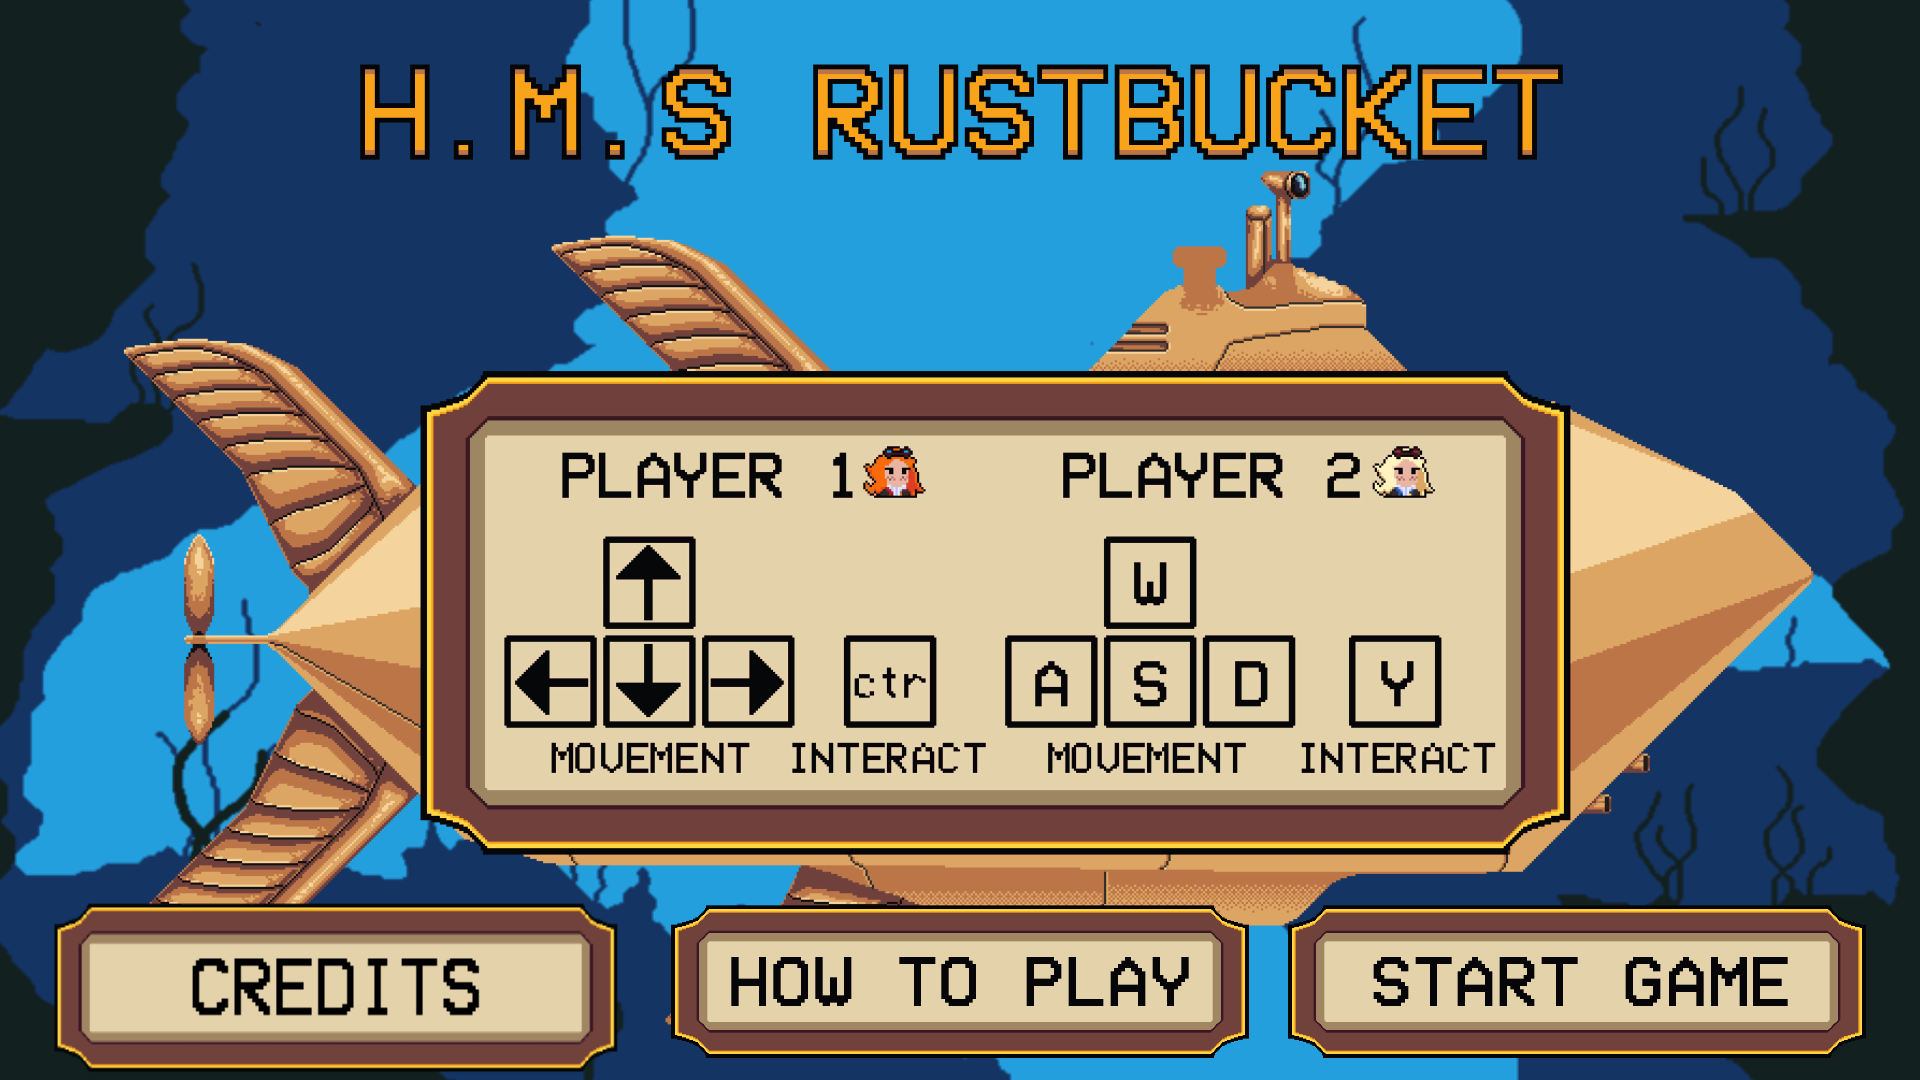 H.M.S RUSTBUCKET
PLAYER 1 PLAYER 2
W
ctr A S D Y
MOVEMENT INTERACT MOVEMENT INTERACT
CREDITS HOW TO PLAY START GAME